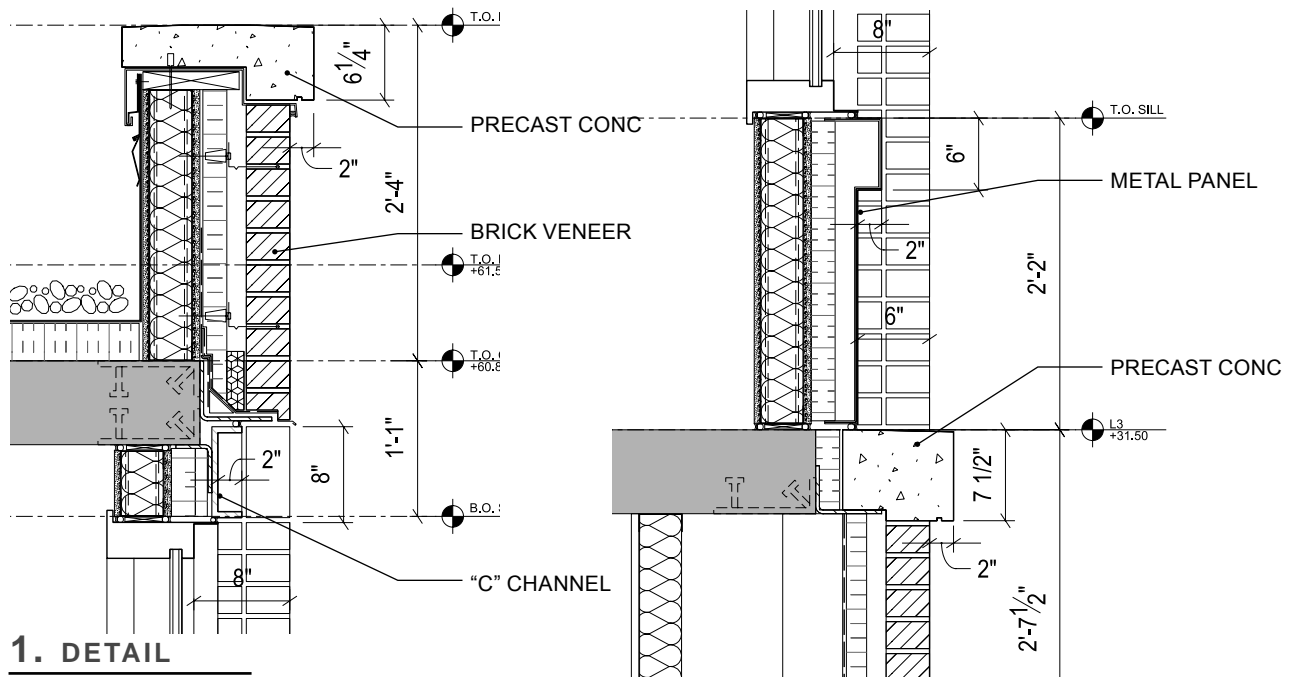 T.O.
6 1/4"
PRECAST CONC
2"
2'-4"
BRICK VENEER
T.O.
+61.5
T.O.
+60.8
1'-1"
2"
8"
B.O.
"C" CHANNEL
8"
1. DETAIL
8"
T.O. SILL
6"
METAL PANEL
2"
2'-2"
6"
PRECAST CONC
L3
+31.50
7 1/2"
2"
2'-7 1/2"